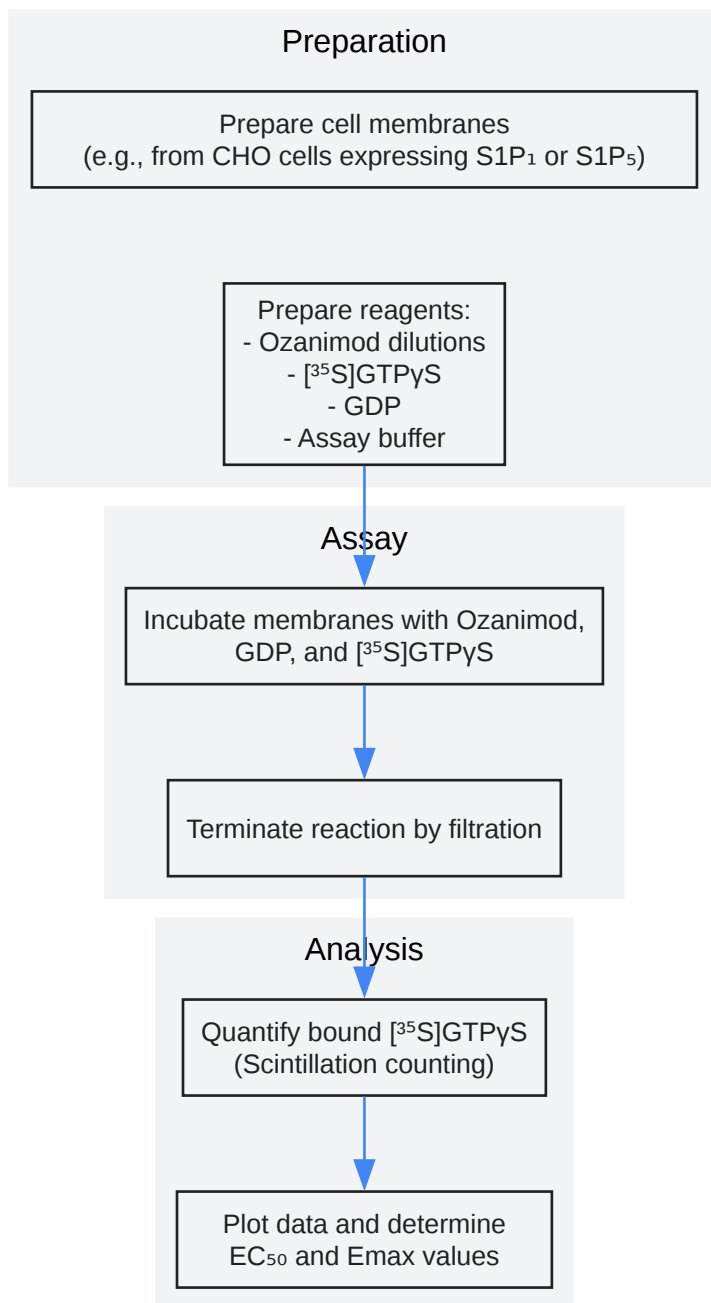 Preparation
Prepare cell membranes
(e.g., from CHO cells expressing S1P₁ or S1P₅)
Prepare reagents:
- Ozanimod dilutions
- [³⁵S]GTPγS
- GDP
- Assay buffer
Assay
Incubate membranes with Ozanimod,
GDP, and [³⁵S]GTPγS
Terminate reaction by filtration
Analysis
Quantify bound [³⁵S]GTPγS
(Scintillation counting)
Plot data and determine
EC₅₀ and Emax values